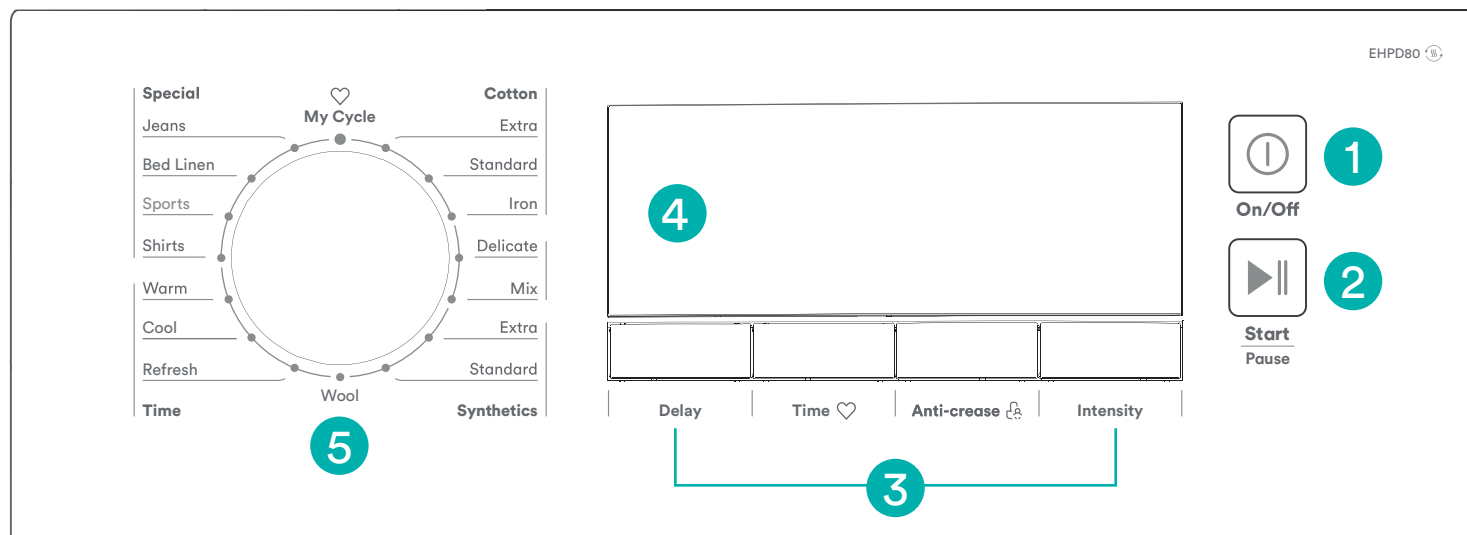 EHPD80
Special
Jeans
Bed Linen
Sports
Shirts
Warm
Cool
Refresh
Time
My Cycle
Cotton
Extra
Standard
Iron
Delicate
Mix
Extra
Standard
Synthetics
Wool
5
4
Delay
Time
Anti-crease
Intensity
3
On/Off
1
Start
Pause
2